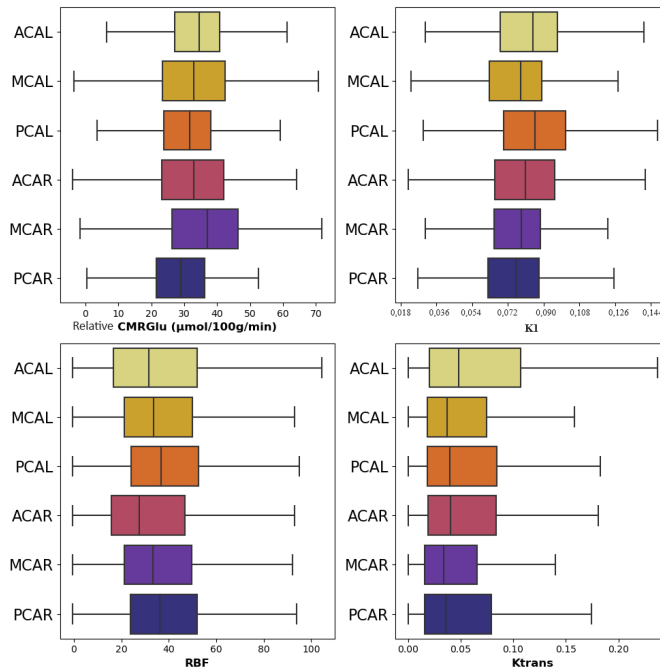 ACAL
MCAL
PCAL
ACAR
MCAR
PCAR
0 10 20 30 40 50 60 70
Relative CMRGlu (µmol/100g/min)
ACAL
MCAL
PCAL
ACAR
MCAR
PCAR
0,018 0,036 0,054 0,072 0,090 0,108 0,126 0,144
K1
ACAL
MCAL
PCAL
ACAR
MCAR
PCAR
0 20 40 60 80 100
RBF
ACAL
MCAL
PCAL
ACAR
MCAR
PCAR
0.00 0.05 0.10 0.15 0.20
Ktrans